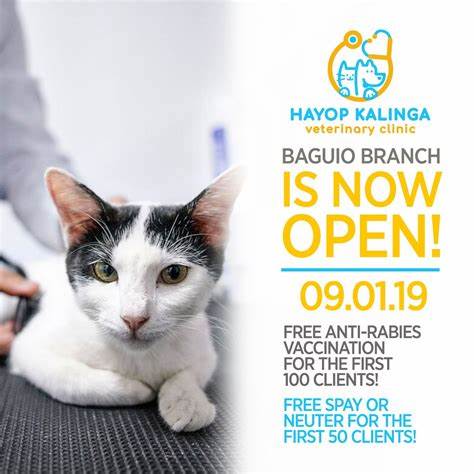 HAYOP KALINGA
veterinary clinic
BAGUIO BRANCH
IS NOW
OPEN!
09.01.19
FREE ANTI-RABIES
VACCINATION
FOR THE FIRST
100 CLIENTS!
FREE SPAY OR
NEUTER FOR THE
FIRST 50 CLIENTS!